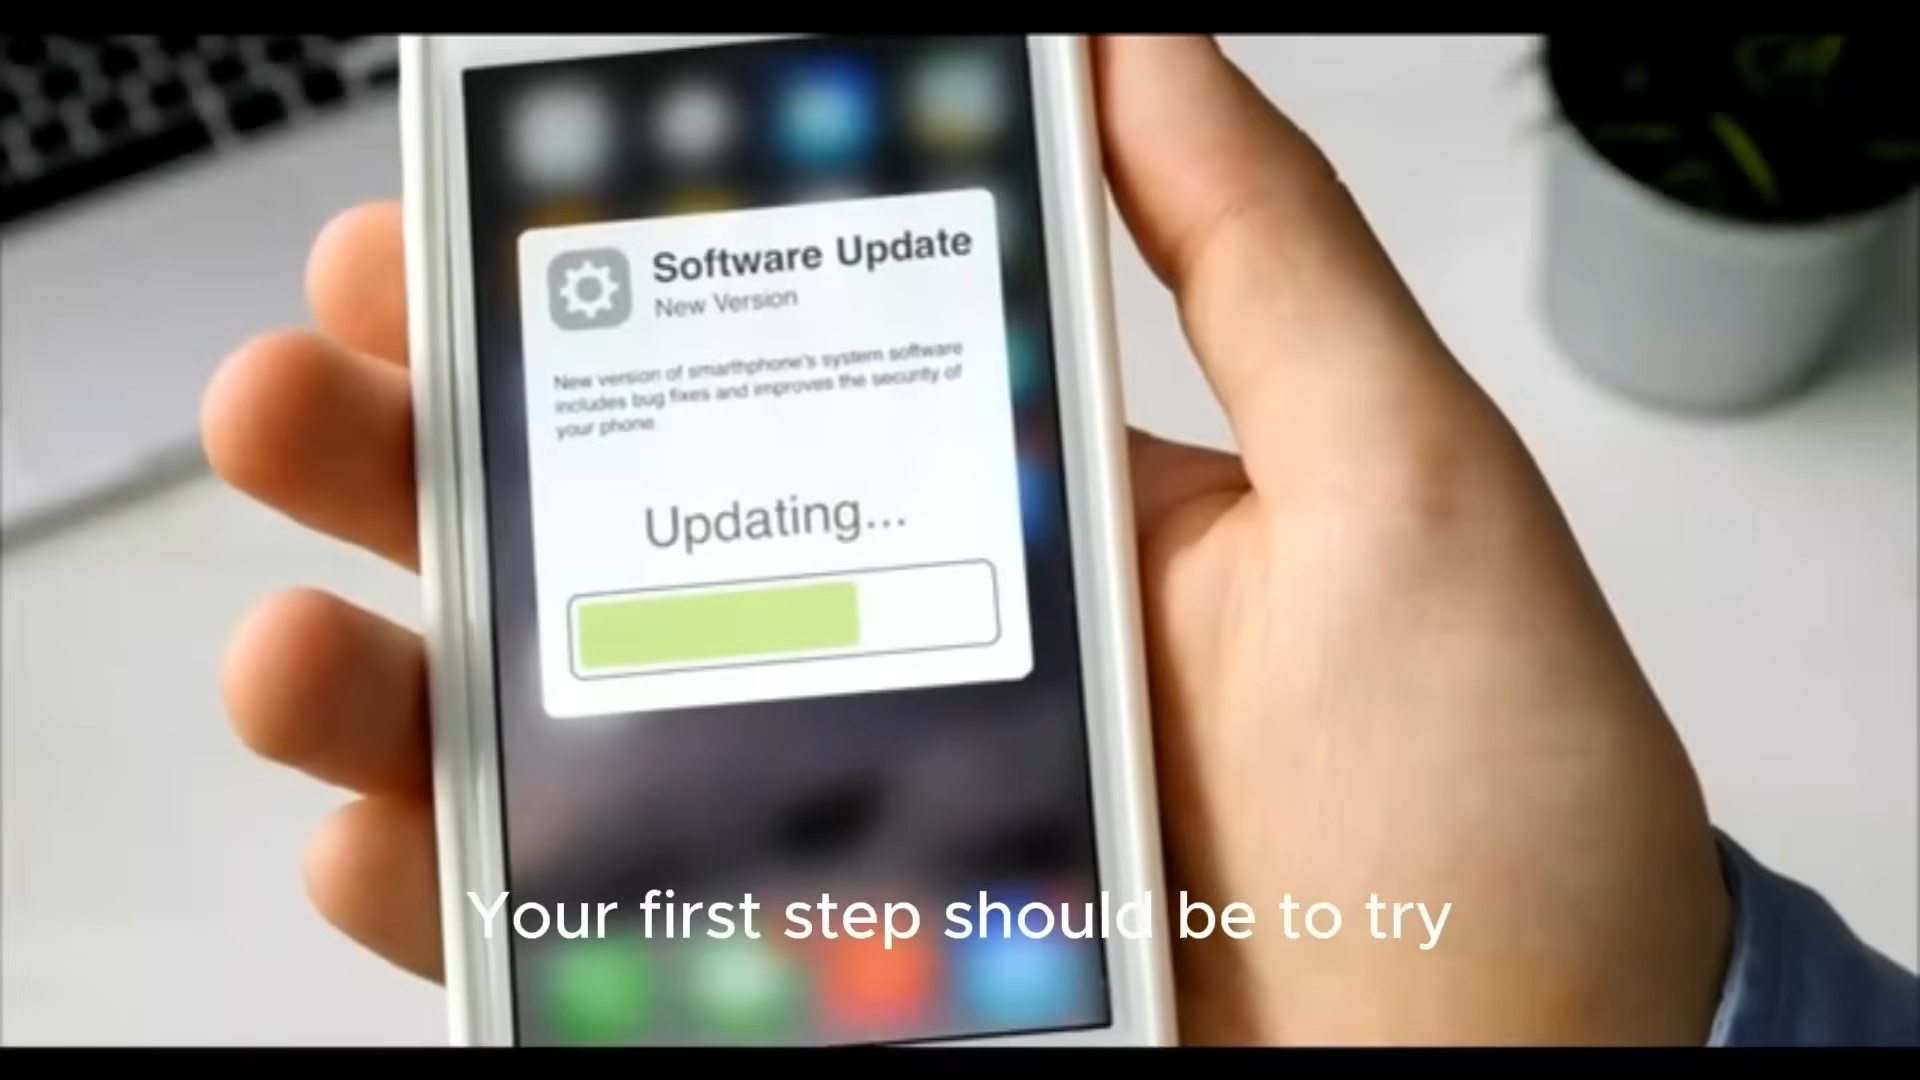 Software Update
New Version
New version of smarthphone's system software
includes bug fixes and improves the security of
your phone.
Updating...
Your first step should be to try